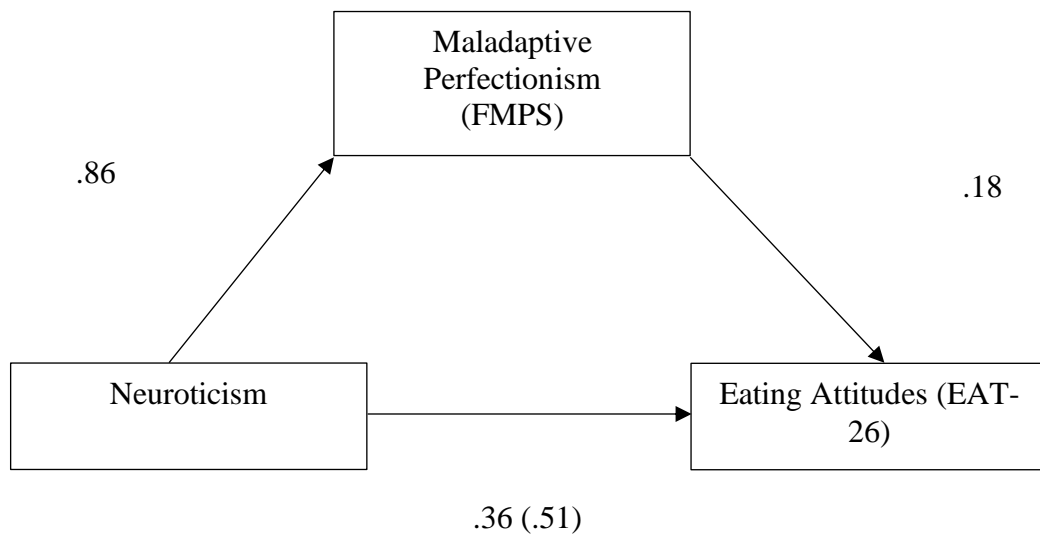 Maladaptive
Perfectionism
(FMPS)
.86
.18
Neuroticism
Eating Attitudes (EAT-
26)
.36 (.51)